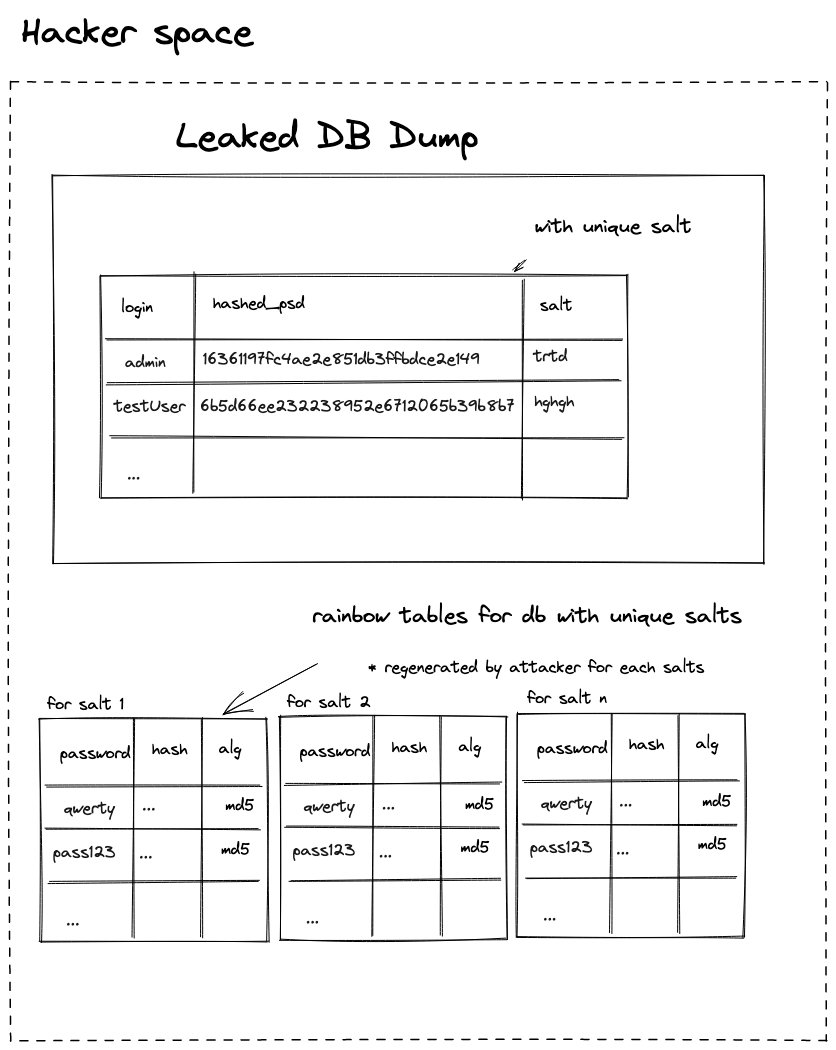 Hacker space
Leaked DB Dump
with unique salt
login hashed_psd salt
admin 16361197fc4ae2e851db3ffbdce2e149 trtd
testUser 6b5d66ee232238952e6712065b39b8b7 hghgh
...
rainbow tables for db with unique salts
* regenerated by attacker for each salts
for salt 1
password hash alg
qwerty ... md5
pass123 ... md5
...
for salt 2
password hash alg
qwerty ... md5
pass123 ... md5
...
for salt n
password hash alg
qwerty ... md5
pass123 ... md5
...